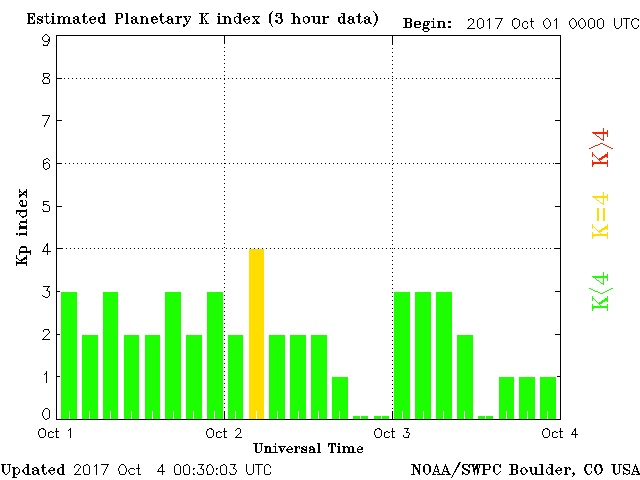 Estimated Planetary K index (3 hour data) Begin: 2017 Oct 01 0000 UTC
9
8
7
6
5
4
3
2
1
0
Kp index
K>4
K=4
K<4
Oct 1 Oct 2 Oct 3 Oct 4
Universal Time
Updated 2017 Oct 4 00:30:03 UTC NOAA/SWPC Boulder, CO USA